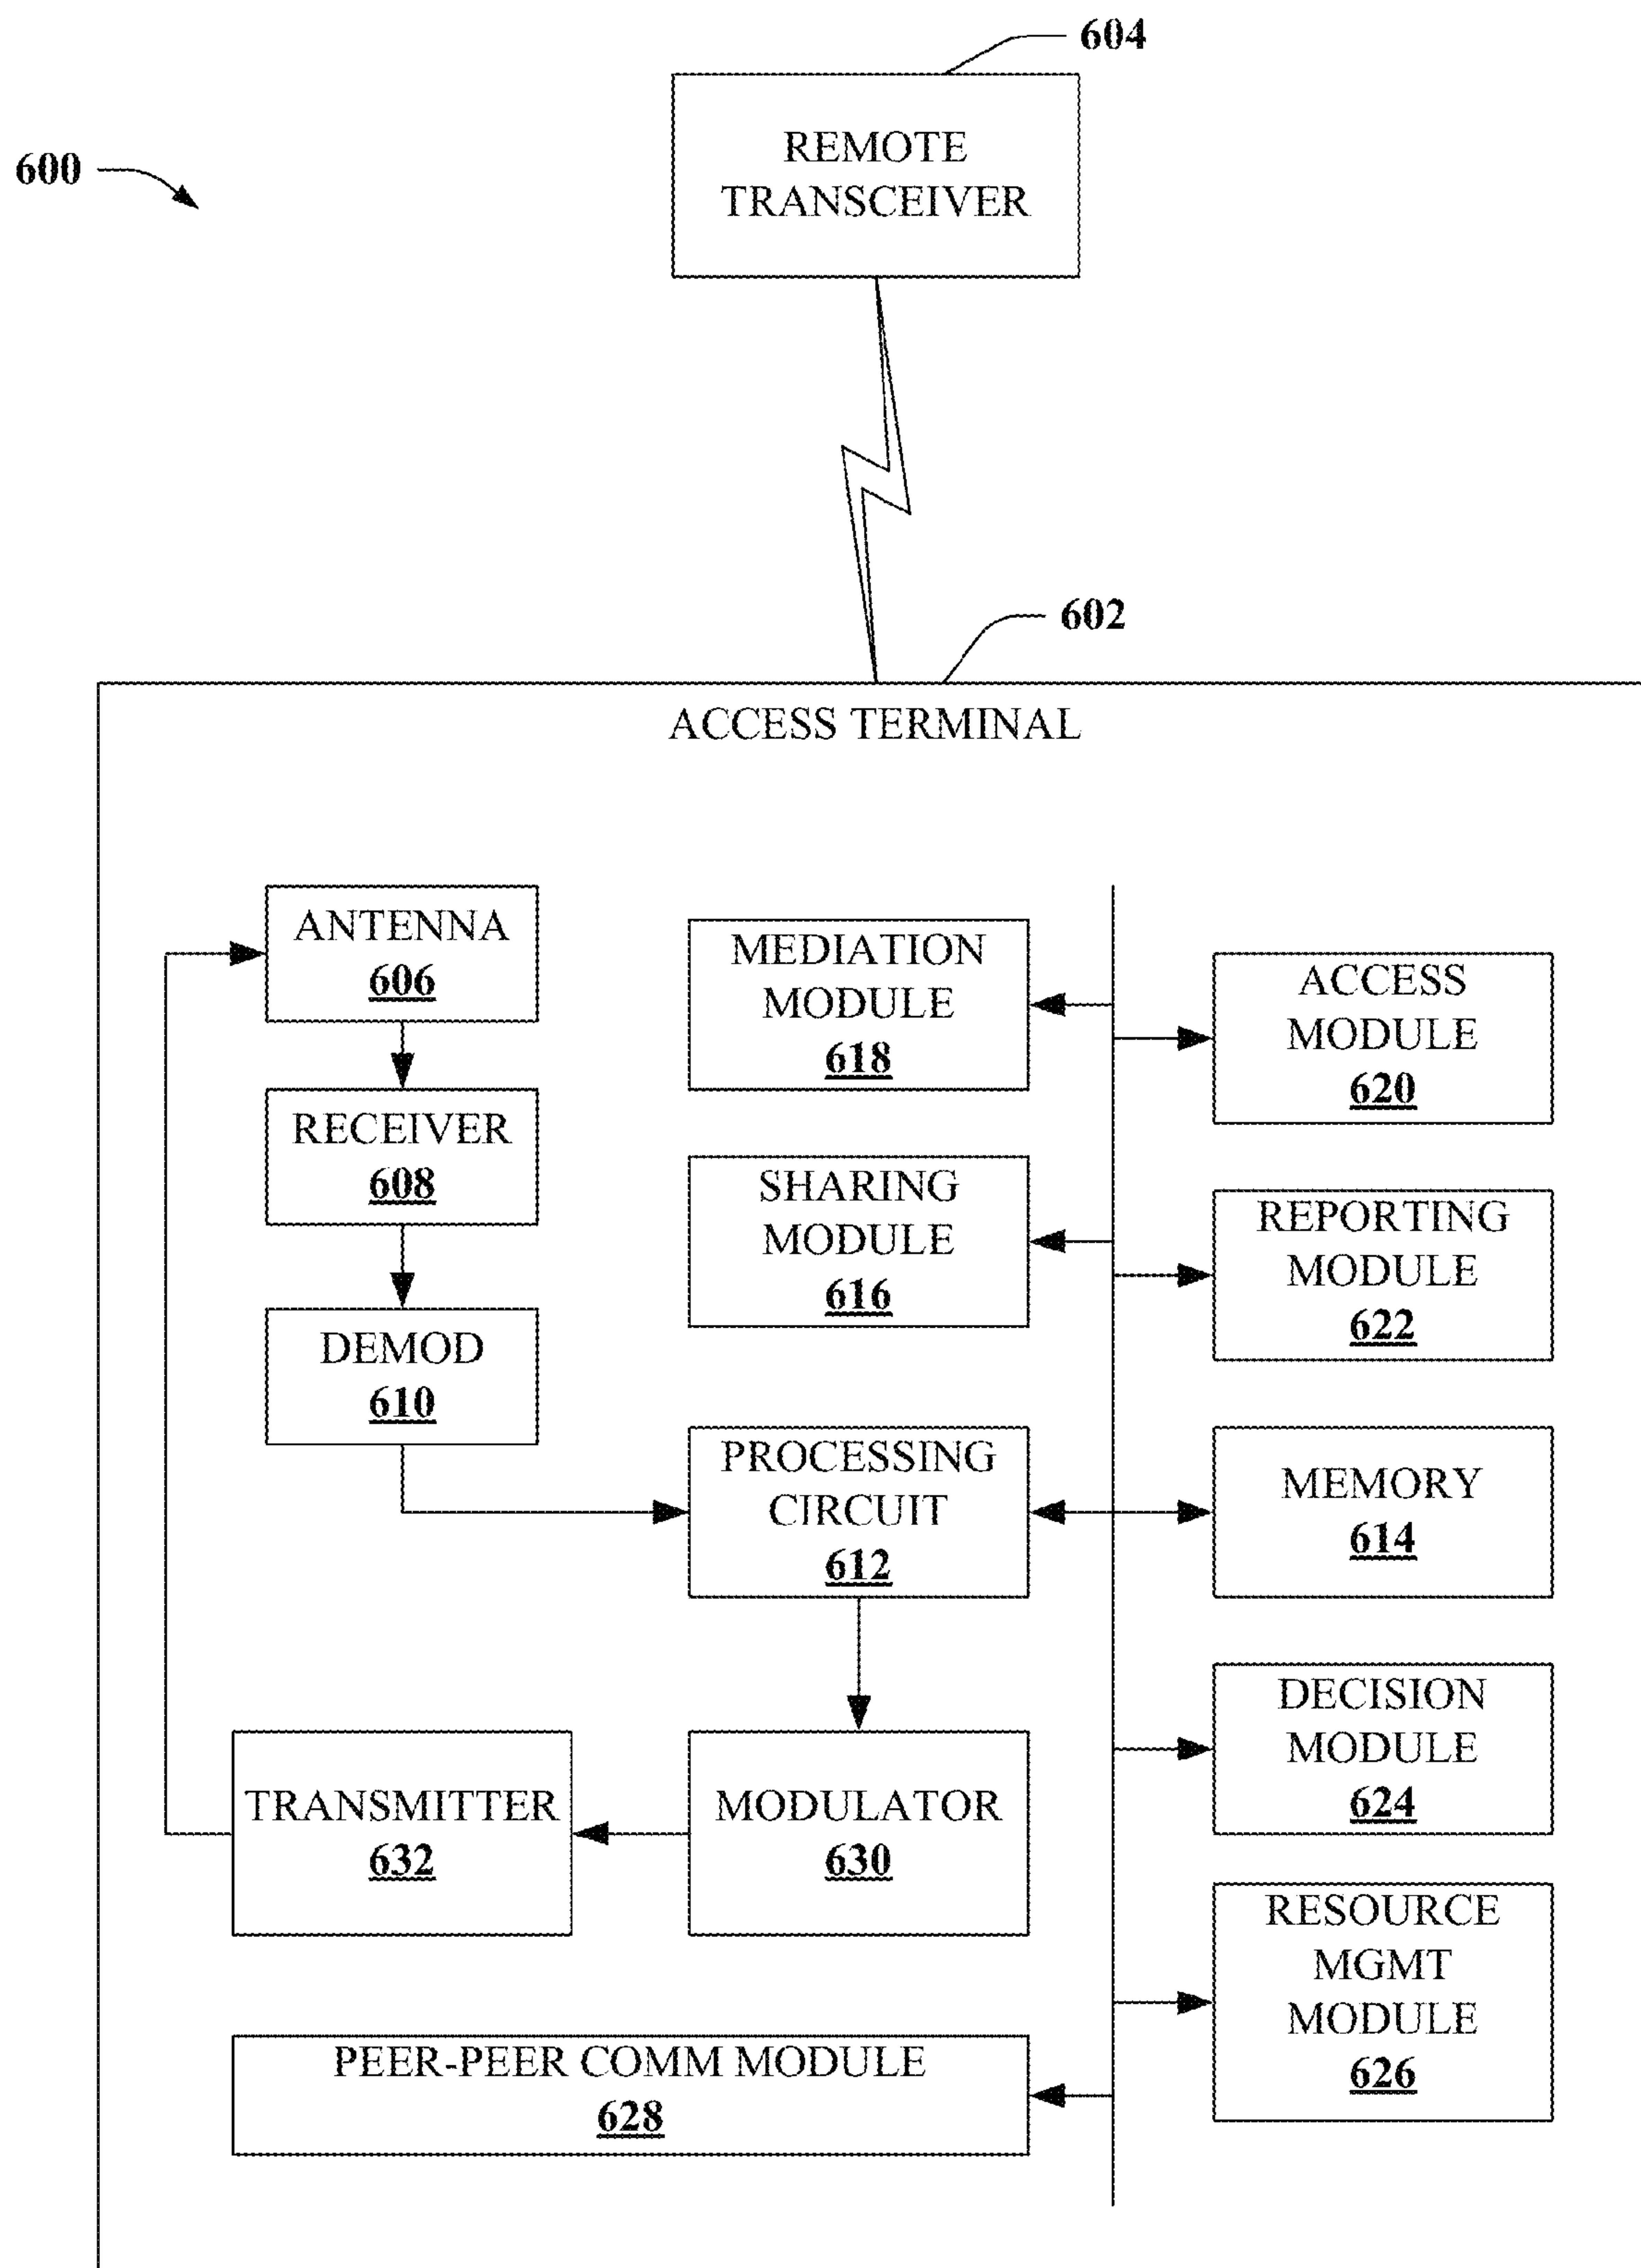 604
REMOTE
TRANSCEIVER
600
602
ACCESS TERMINAL
ANTENNA
606
RECEIVER
608
DEMOD
610
MEDIATION
MODULE
618
ACCESS
MODULE
620
SHARING
MODULE
616
REPORTING
MODULE
622
PROCESSING
CIRCUIT
612
MEMORY
614
DECISION
MODULE
624
TRANSMITTER
632
MODULATOR
630
RESOURCE
MGMT
MODULE
626
PEER-PEER COMM MODULE
628